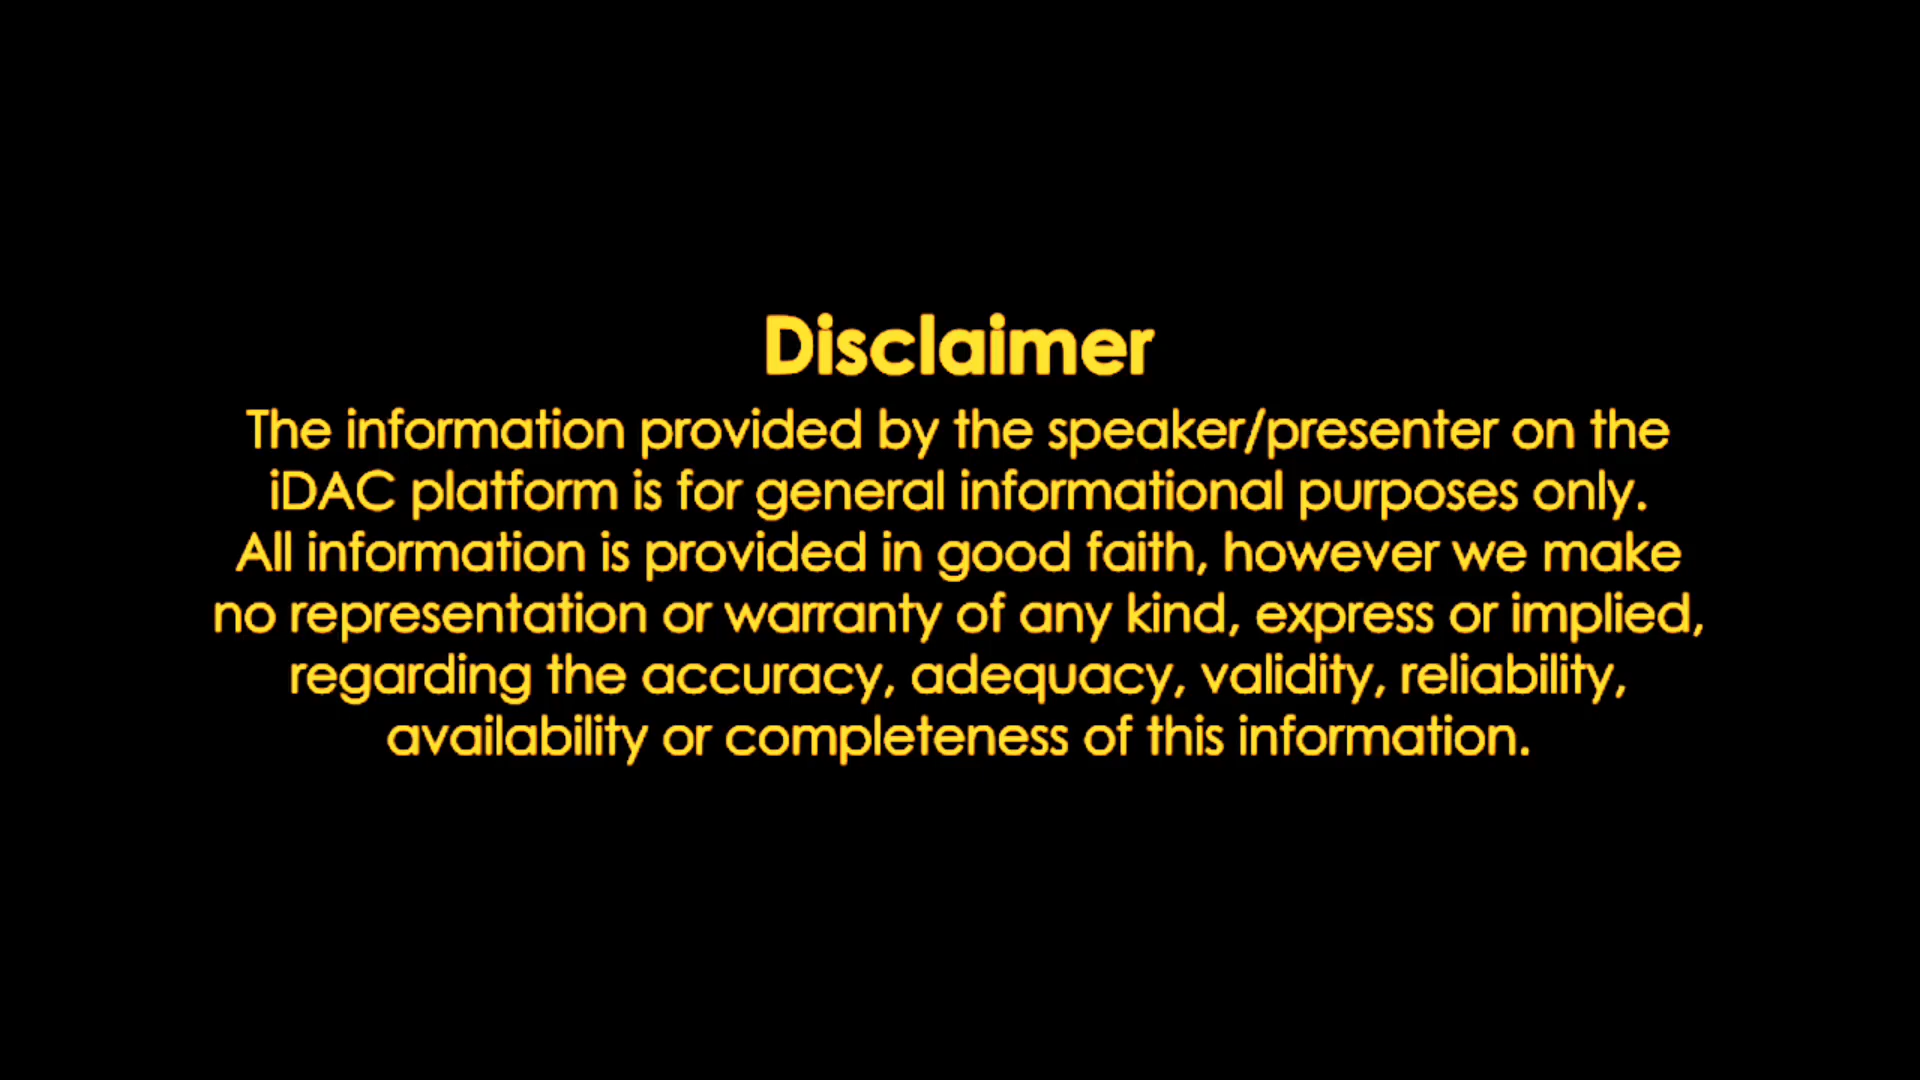 Disclaimer
The information provided by the speaker/presenter on the
iDAC platform is for general informational purposes only.
All information is provided in good faith, however we make
no representation or warranty of any kind, express or implied,
regarding the accuracy, adequacy, validity, reliability,
availability or completeness of this information.